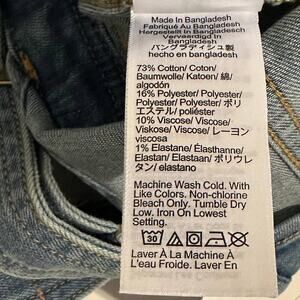 Made In Bangladesh
Fabriqué Au Bangladesh
Hergestellt In Bangladesch
Vervaardigd In
Bangladesh
バングラディシュ製
hecho en bangladesh
73% Cotton/ Coton/
Baumwolle/ Katoen/ 綿/
algodón
16% Polyester/ Polyester/
Polyester/ Polyester/ ポリ
エステル/ poliéster
10% Viscose/ Viscose/
Viskose/ Viscose/ レーヨン
viscosa
1% Elastane/ Élasthanne/
Elastan/ Elastaan/ ポリウレ
タン/ elastano
Machine Wash Cold. With
Like Colors. Non-chlorine
Bleach Only. Tumble Dry
Low. Iron On Lowest
Setting.
30
Laver À La Machine À
L'eau Froide. Laver En